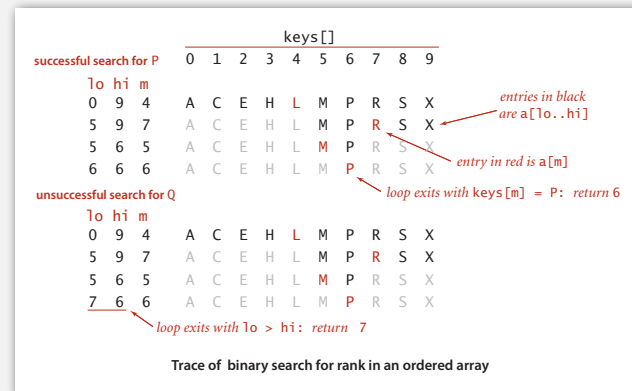 keys[]
successful search for P 0 1 2 3 4 5 6 7 8 9
lo hi m
0 9 4 A C E H L M P R S X
5 9 7 A C E H L M P R S X
5 6 5 A C E H L M P R S X
6 6 6 A C E H L M P R S X
entries in black
are a[lo..hi]
entry in red is a[m]
loop exits with keys[m] = P: return 6
unsuccessful search for Q
lo hi m
0 9 4 A C E H L M P R S X
5 9 7 A C E H L M P R S X
5 6 5 A C E H L M P R S X
7 6 6 A C E H L M P R S X
loop exits with lo > hi: return 7
Trace of binary search for rank in an ordered array